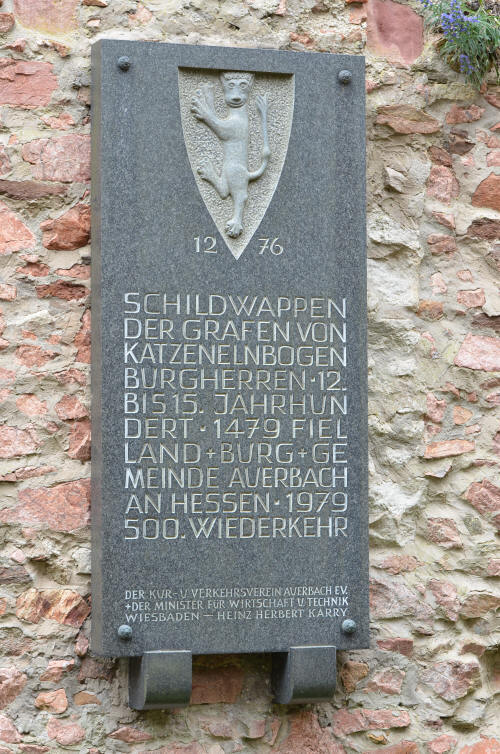 12 76
SCHILDWAPPEN
DER GRAFEN VON
KATZENELNBOGEN
BURGHERREN · 12.
BIS 15. JAHRHUN
DERT · 1479 FIEL
LAND + BURG + GE
MEINDE AUERBACH
AN HESSEN · 1979
500. WIEDERKEHR
DER KUR- U. VERKEHRSVEREIN AUERBACH E.V.
+ DER MINISTER FÜR WIRTSCHAFT U. TECHNIK
WIESBADEN — HEINZ HERBERT KARRY